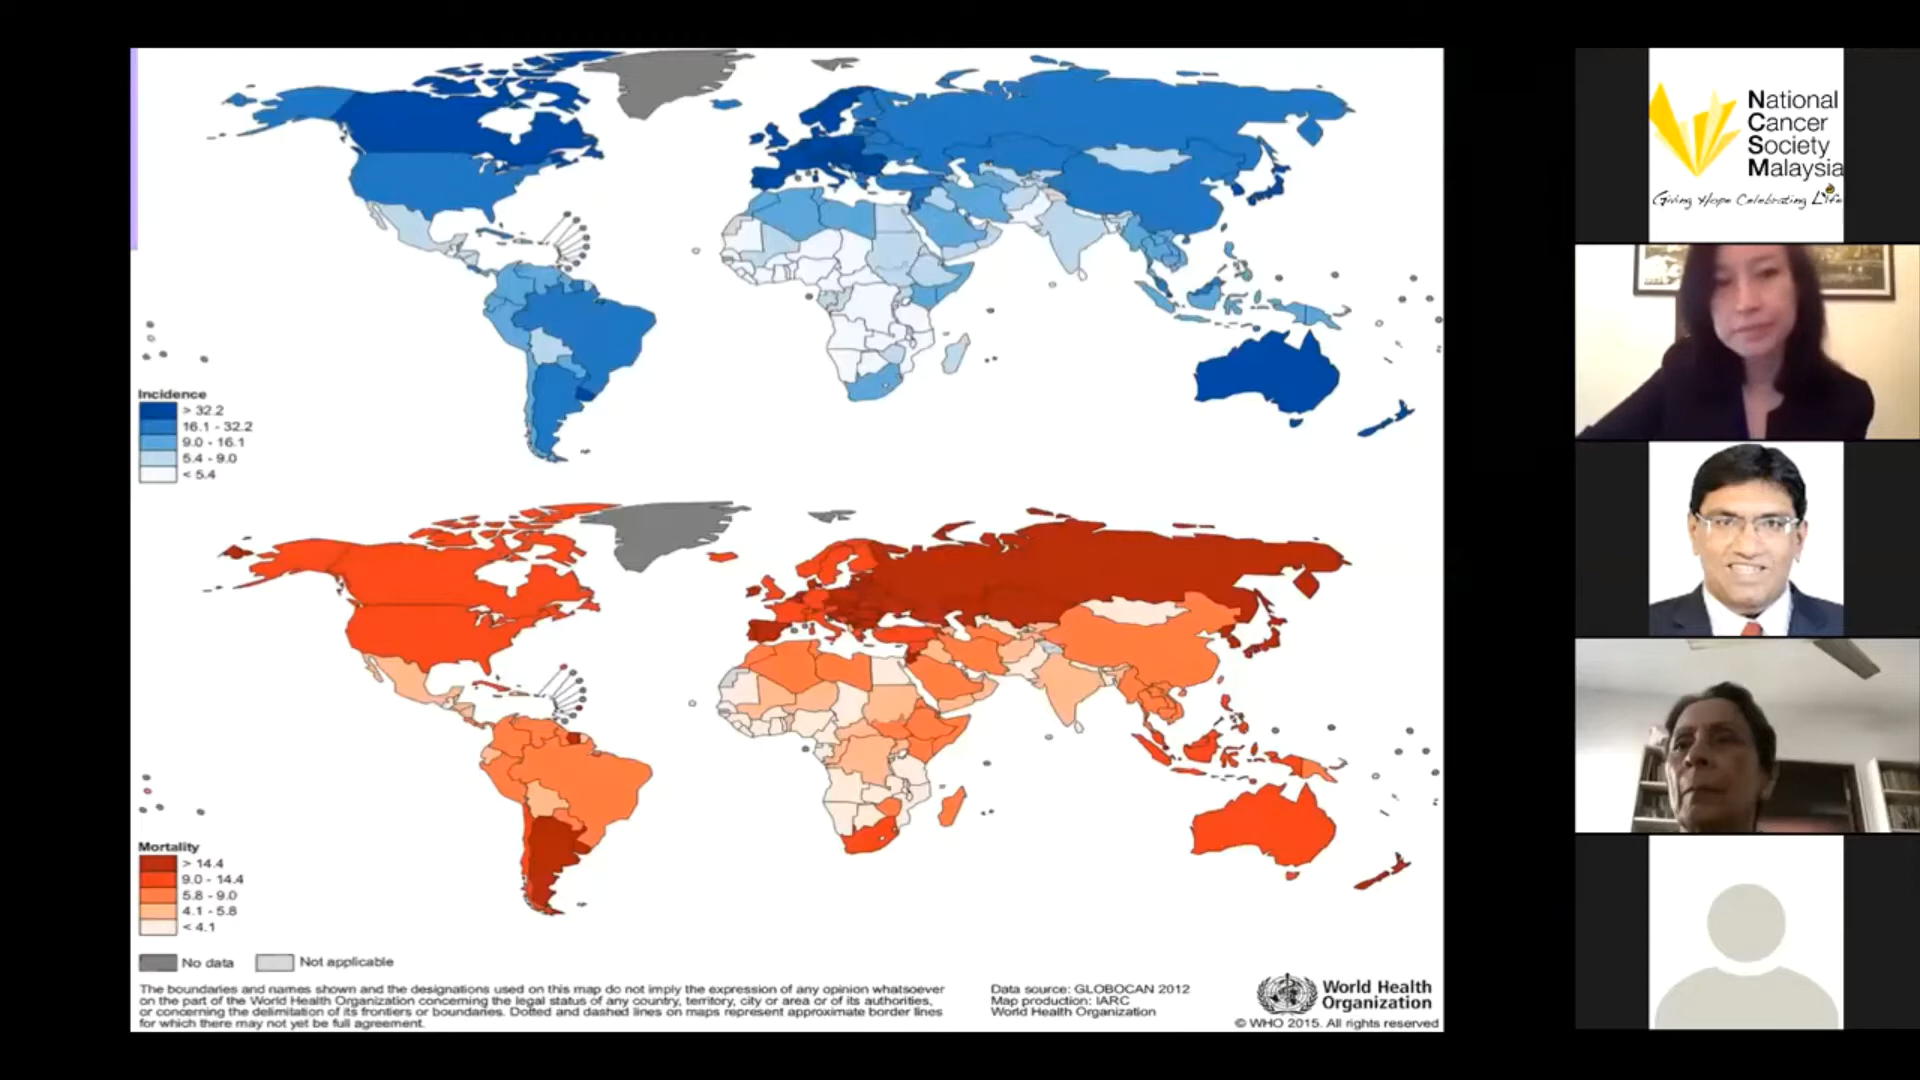 Incidence
> 32.2
16.1 - 32.2
9.0 - 16.1
5.4 - 9.0
< 5.4
Mortality
> 14.4
9.0 - 14.4
5.8 - 9.0
4.1 - 5.8
< 4.1
No data
Not applicable
The boundaries and names shown and the designations used on this map do not imply the expression of any opinion whatsoever
on the part of the World Health Organization concerning the legal status of any country, territory, city or area or of its authorities,
or concerning the delimitation of its frontiers or boundaries. Dotted and dashed lines on maps represent approximate border lines
for which there may not yet be full agreement.
Data source: GLOBOCAN 2012
Map production: IARC
World Health Organization
World Health
Organization
© WHO 2015. All rights reserved
National
Cancer
Society
Malaysia
Giving Hope Celebrating Life